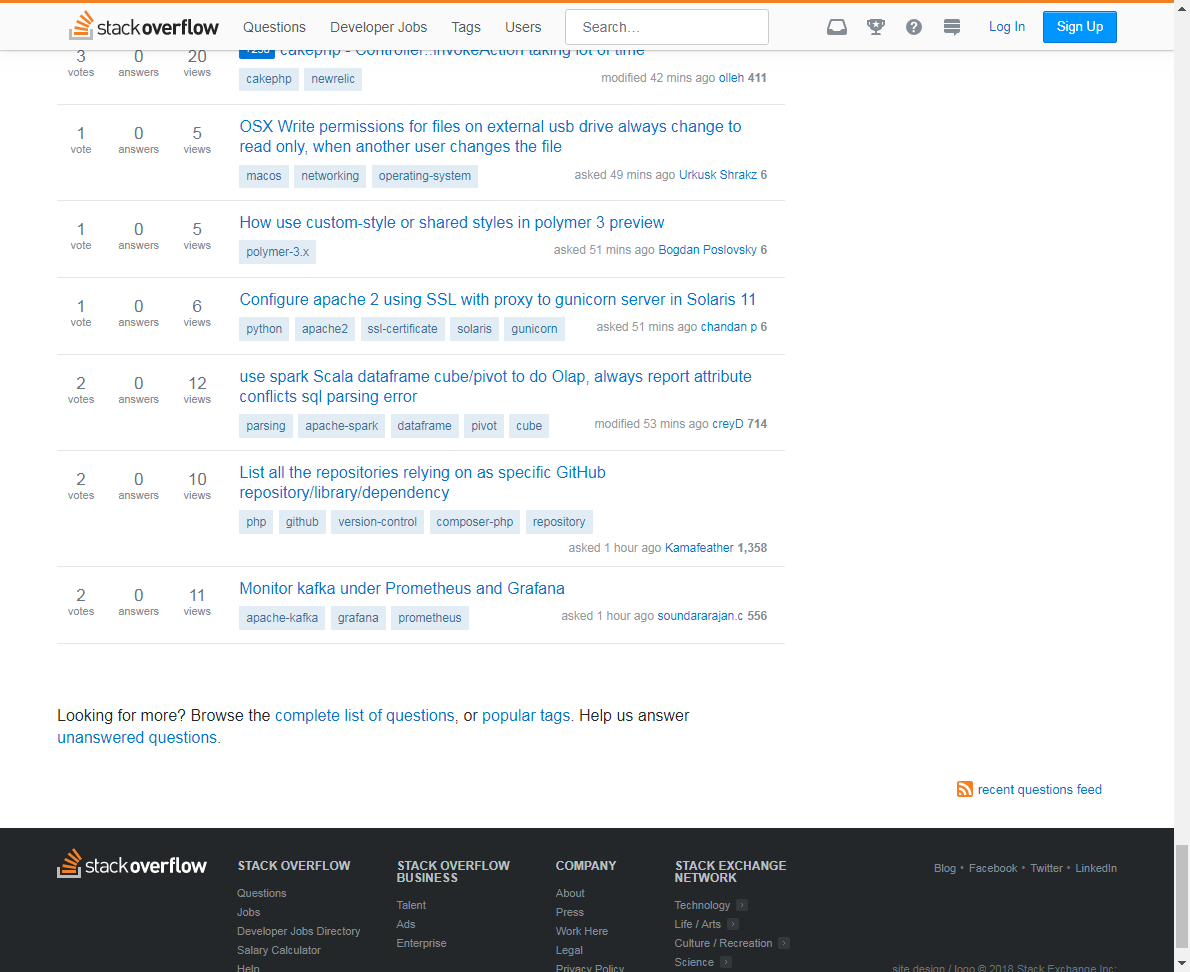 stack overflow Questions Developer Jobs Tags Users Search... Log In Sign Up
+250 cakephp - Controller::invokeAction taking lot of time
3 0 20
votes answers views
cakephp newrelic modified 42 mins ago olleh 411
OSX Write permissions for files on external usb drive always change to
read only, when another user changes the file
1 0 5
vote answers views
macos networking operating-system asked 49 mins ago Urkusk Shrakz 6
How use custom-style or shared styles in polymer 3 preview
1 0 5
vote answers views
polymer-3.x asked 51 mins ago Bogdan Poslovsky 6
Configure apache 2 using SSL with proxy to gunicorn server in Solaris 11
1 0 6
vote answers views
python apache2 ssl-certificate solaris gunicorn asked 51 mins ago chandan p 6
use spark Scala dataframe cube/pivot to do Olap, always report attribute
conflicts sql parsing error
2 0 12
votes answers views
parsing apache-spark dataframe pivot cube modified 53 mins ago creyD 714
List all the repositories relying on as specific GitHub
repository/library/dependency
2 0 10
votes answers views
php github version-control composer-php repository
asked 1 hour ago Kamafeather 1,358
Monitor kafka under Prometheus and Grafana
2 0 11
votes answers views
apache-kafka grafana prometheus asked 1 hour ago soundararajan.c 556
Looking for more? Browse the complete list of questions, or popular tags. Help us answer
unanswered questions.
recent questions feed
stack overflow
STACK OVERFLOW
Questions
Jobs
Developer Jobs Directory
Salary Calculator
Help
STACK OVERFLOW
BUSINESS
Talent
Ads
Enterprise
COMPANY
About
Press
Work Here
Legal
Privacy Policy
STACK EXCHANGE
NETWORK
Technology
Life / Arts
Culture / Recreation
Science
Blog • Facebook • Twitter • LinkedIn
site design / logo © 2018 Stack Exchange Inc;